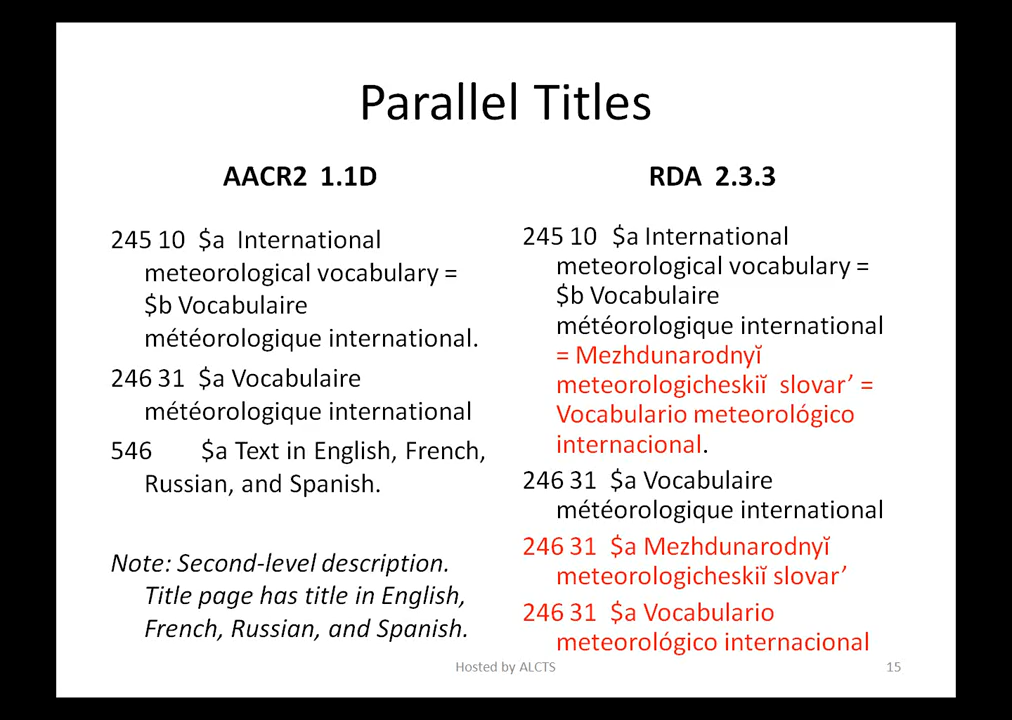 Parallel Titles
AACR2 1.1D
245 10 $a International
meteorological vocabulary =
$b Vocabulaire
météorologique international.
246 31 $a Vocabulaire
météorologique international
546 $a Text in English, French,
Russian, and Spanish.
Note: Second-level description.
Title page has title in English,
French, Russian, and Spanish.
RDA 2.3.3
245 10 $a International
meteorological vocabulary =
$b Vocabulaire
météorologique international
= Mezhdunarodnyĭ
meteorologicheskiĭ slovar’ =
Vocabulario meteorológico
internacional.
246 31 $a Vocabulaire
météorologique international
246 31 $a Mezhdunarodnyĭ
meteorologicheskiĭ slovar’
246 31 $a Vocabulario
meteorológico internacional
Hosted by ALCTS
15